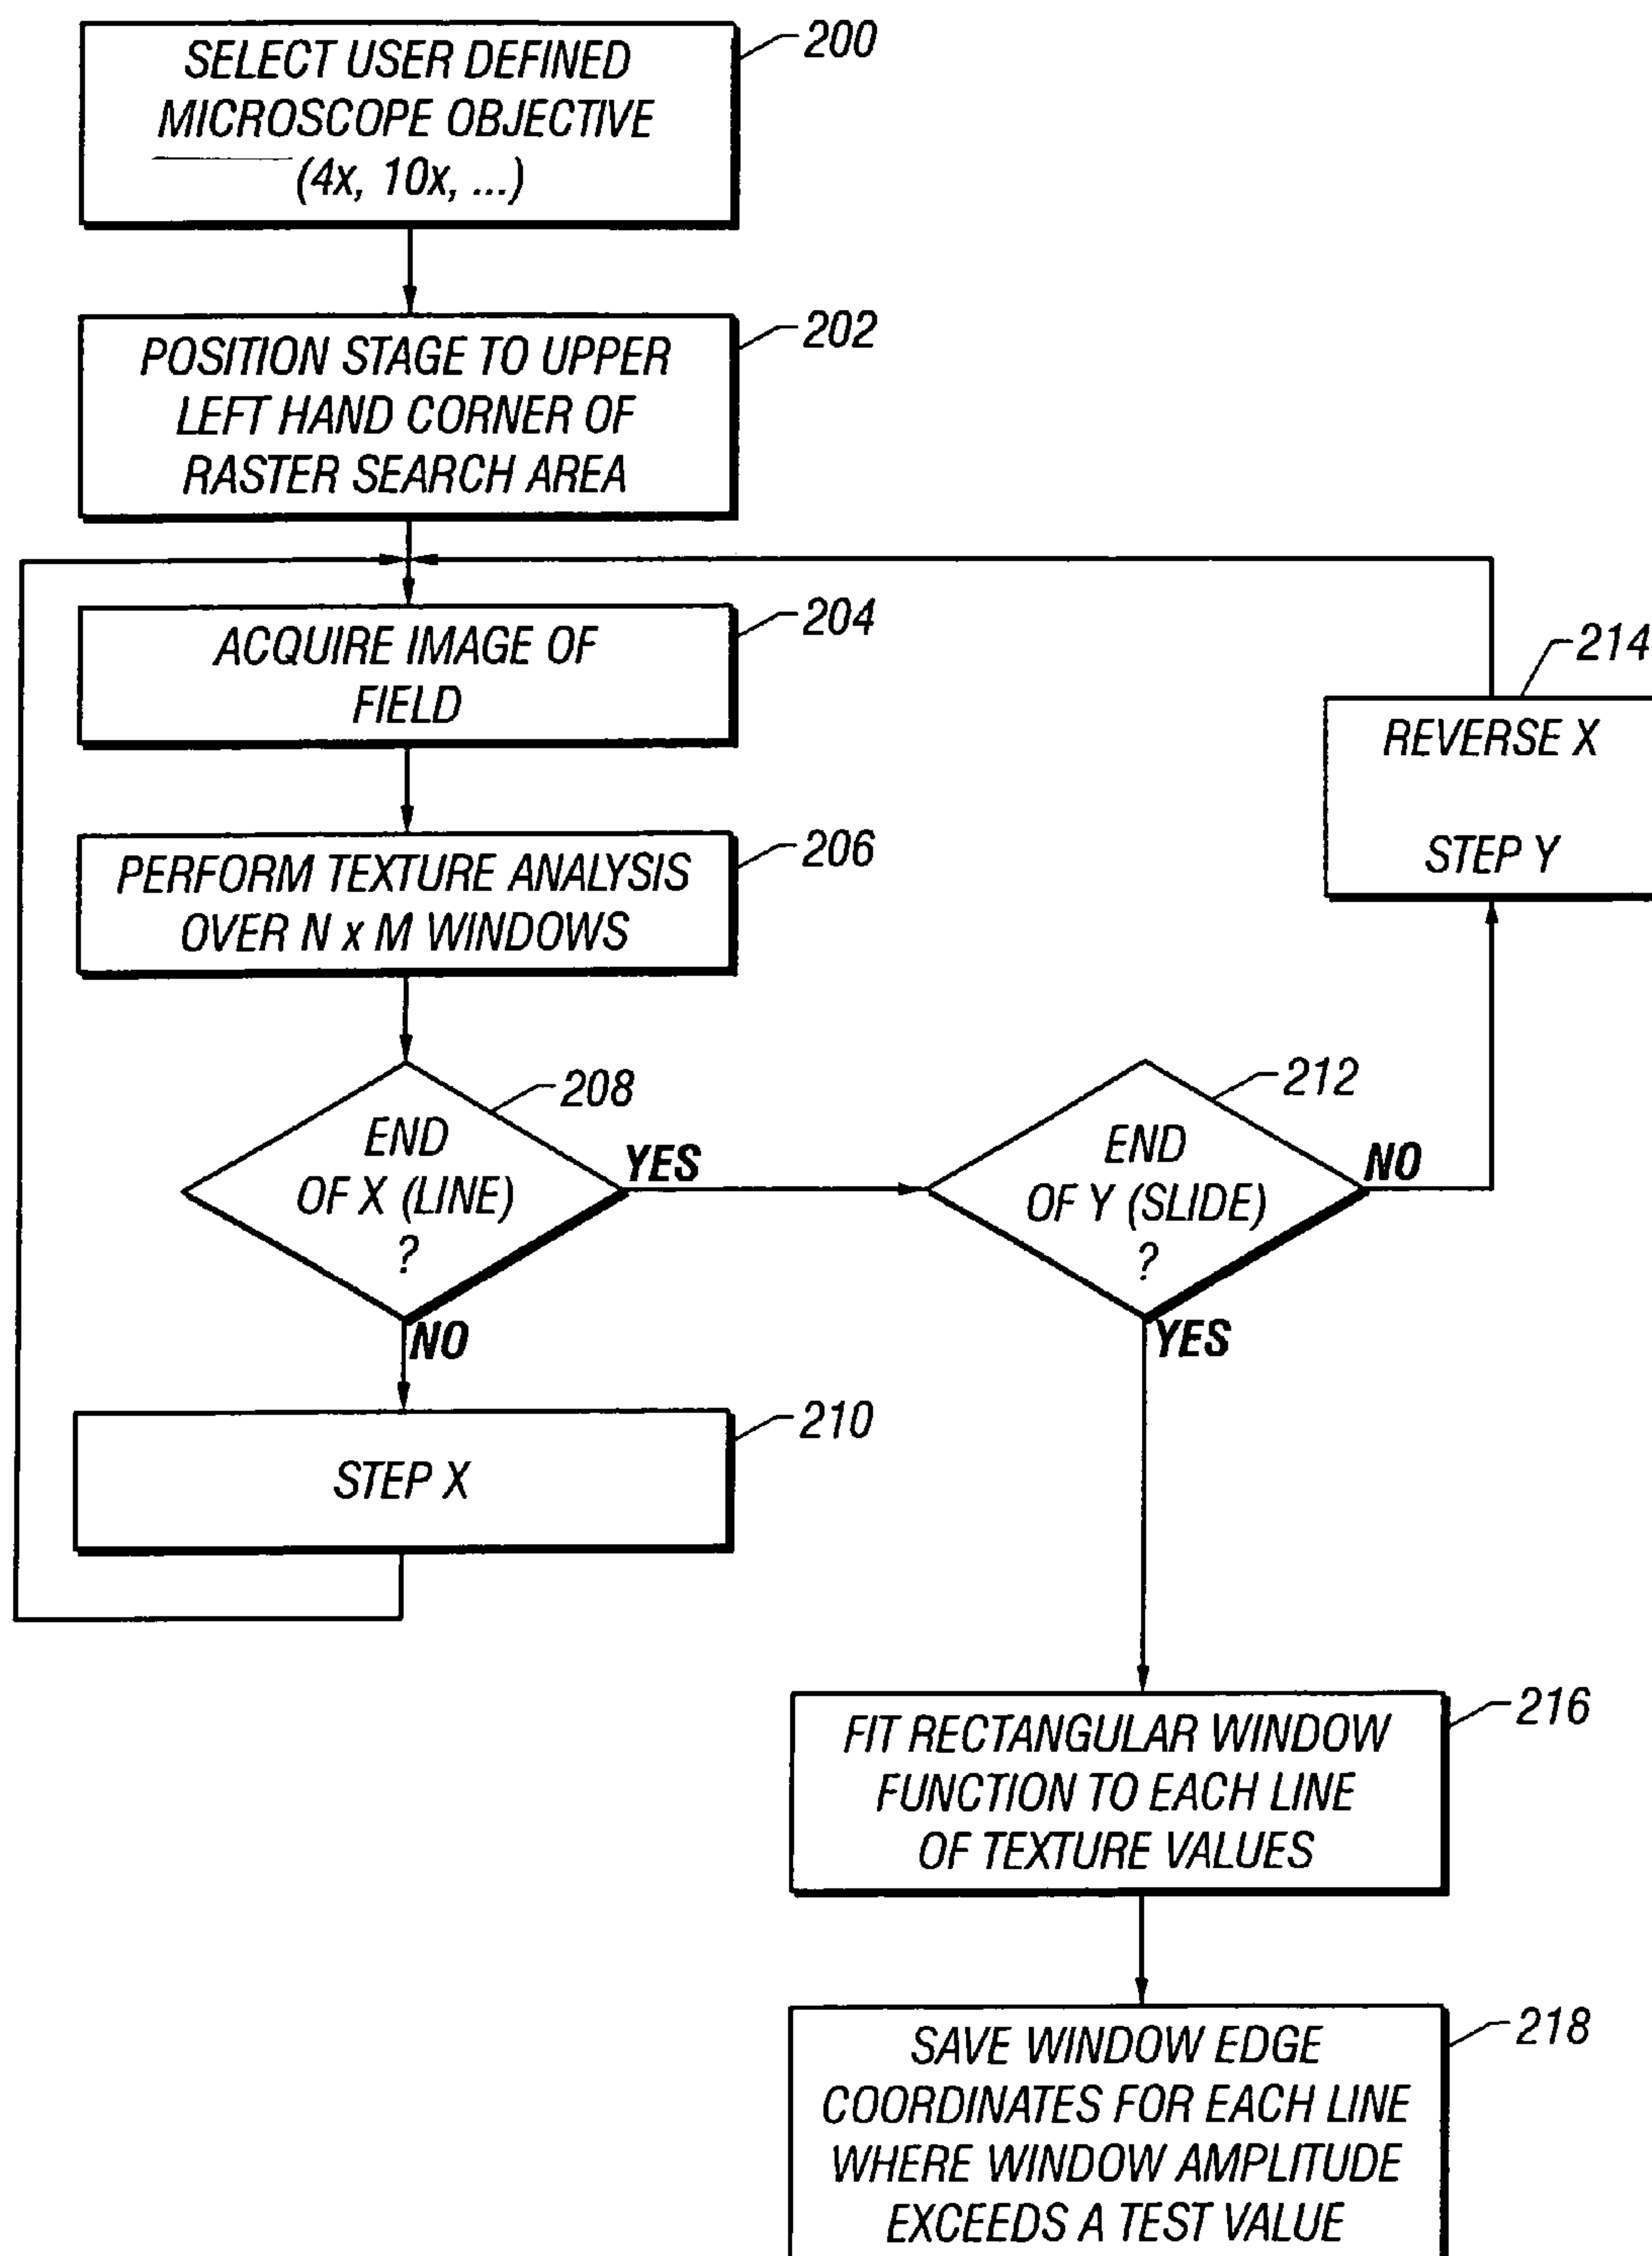 SELECT USER DEFINED
MICROSCOPE OBJECTIVE
(4x, 10x, ...)
200
POSITION STAGE TO UPPER
LEFT HAND CORNER OF
RASTER SEARCH AREA
202
ACQUIRE IMAGE OF
FIELD
204
214
REVERSE X
STEP Y
PERFORM TEXTURE ANALYSIS
OVER N x M WINDOWS
206
END
OF X (LINE)
?
208
YES
NO
END
OF Y (SLIDE)
?
212
NO
YES
STEP X
210
FIT RECTANGULAR WINDOW
FUNCTION TO EACH LINE
OF TEXTURE VALUES
216
SAVE WINDOW EDGE
COORDINATES FOR EACH LINE
WHERE WINDOW AMPLITUDE
EXCEEDS A TEST VALUE
218